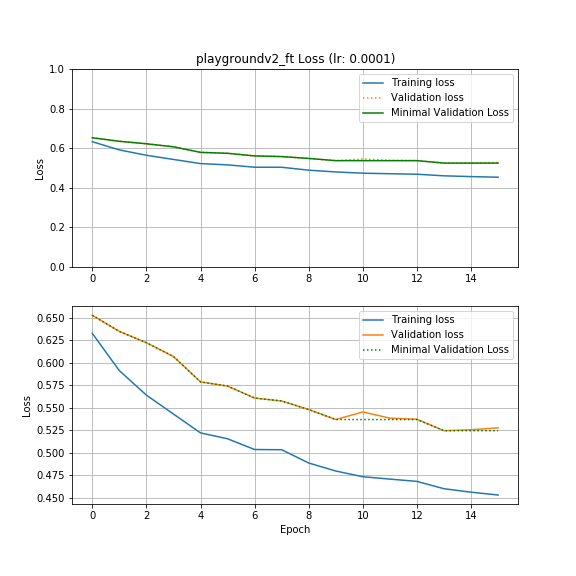 playgroundv2_ft Loss (lr: 0.0001)
1.0
0.8
0.6
0.4
0.2
0.0
Loss
Training loss
Validation loss
Minimal Validation Loss
0 2 4 6 8 10 12 14
0.650
0.625
0.600
0.575
0.550
0.525
0.500
0.475
0.450
Loss
Training loss
Validation loss
Minimal Validation Loss
0 2 4 6 8 10 12 14
Epoch